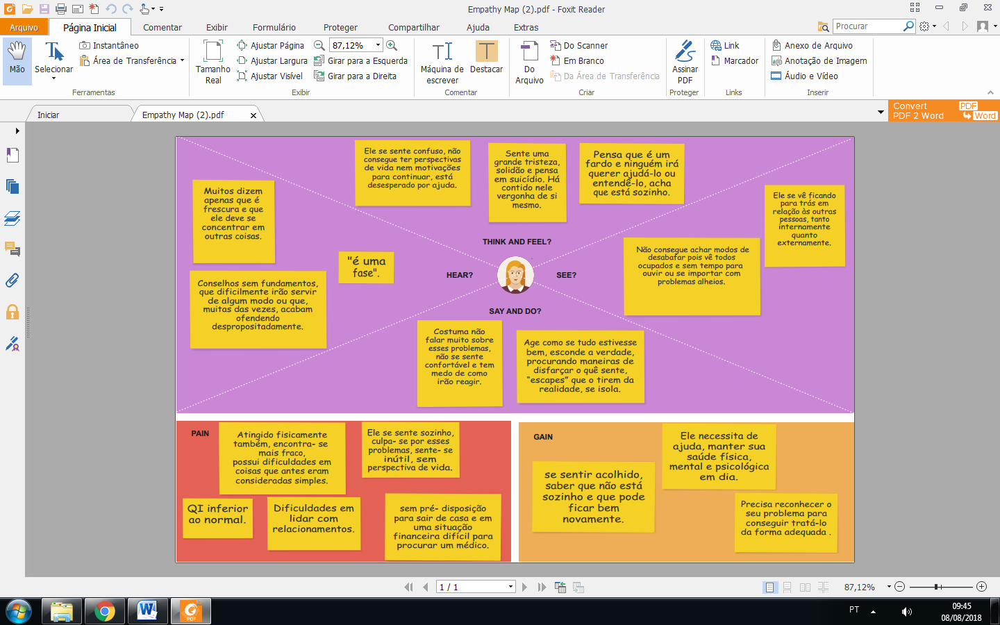 Empathy Map (2).pdf - Foxit Reader
Arquivo
Página Inicial
Comentar
Exibir
Formulário
Proteger
Compartilhar
Ajuda
Extras
Procurar
Mão
Selecionar
Instantâneo
Área de Transferência
Ferramentas
Tamanho
Real
Ajustar Página
Ajustar Largura
Ajustar Visível
87,12%
Girar para a Esquerda
Girar para a Direita
Exibir
Máquina de
escrever
Destacar
Comentar
Do
Arquivo
Do Scanner
Em Branco
Da Área de Transferência
Criar
Assinar
PDF
Proteger
Link
Marcador
Links
Anexo de Arquivo
Anotação de Imagem
Áudio e Vídeo
Inserir
Iniciar
Empathy Map (2).pdf
Convert
PDF 2 Word
PDF
Word
Muitos dizem
apenas que é
frescura e que
ele deve se
concentrar em
outras coisas.
Ele se sente confuso, não
consegue ter perspectivas
de vida nem motivações
para continuar, está
desesperado por ajuda.
Sente uma
grande tristeza,
solidão e pensa
em suicídio. Há
contido nele
vergonha de si
mesmo.
Pensa que é um
fardo e ninguém irá
querer ajudá-lo ou
entendê-lo, acha
que está sozinho.
Ele se vê ficando
para trás em
relação às outras
pessoas, tanto
internamente
quanto
externamente.
THINK AND FEEL?
"é uma
fase".
HEAR?
SEE?
Não consegue achar modos de
desabafar pois vê todos
ocupados e sem tempo para
ouvir ou se importar com
problemas alheios.
Conselhos sem fundamentos,
que dificilmente irão servir
de algum modo ou que,
muitas das vezes, acabam
ofendendo
despropositadamente.
SAY AND DO?
Costuma não
falar muito sobre
esses problemas,
não se sente
confortável e tem
medo de como
irão reagir.
Age como se tudo estivesse
bem, esconde a verdade,
procurando maneiras de
disfarçar o quê sente,
“escapes” que o tirem da
realidade, se isola.
PAIN
Atingido fisicamente
também, encontra- se
mais fraco,
possui dificuldades em
coisas que antes eram
consideradas simples.
Ele se sente sozinho,
culpa- se por esses
problemas, sente- se
inútil, sem
perspectiva de vida.
QI inferior
ao normal.
Dificuldades em
lidar com
relacionamentos.
sem pré- disposição
para sair de casa e em
uma situação
financeira difícil para
procurar um médico.
GAIN
se sentir acolhido,
saber que não está
sozinho e que pode
ficar bem
novamente.
Ele necessita de
ajuda, manter sua
saúde física,
mental e psicológica
em dia.
Precisa reconhecer o
seu problema para
conseguir tratá-lo
da forma adequada .
1 / 1
87,12%
PDF
PT
09:45
08/08/2018